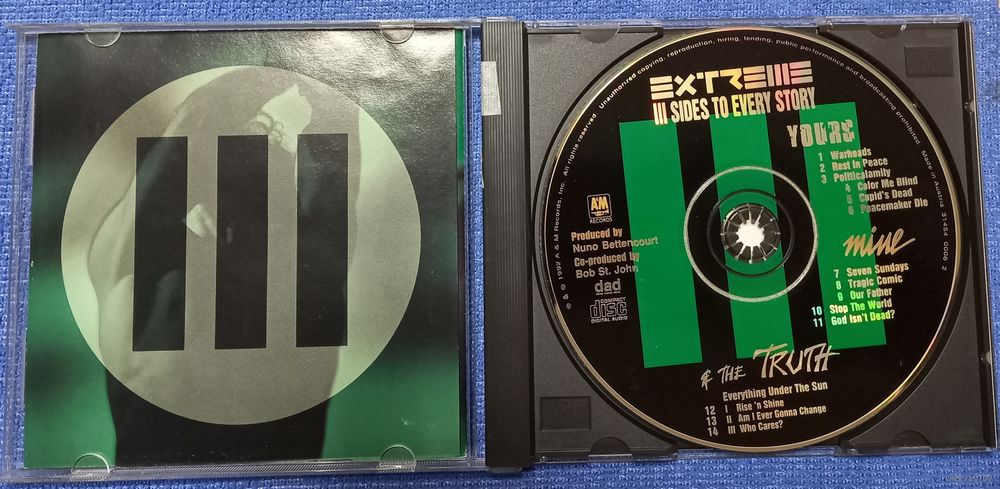 Unauthorized copying, reproduction, hiring, lending, public performance and broadcasting prohibited. Made in Austria 31454 0006 2
℗ & © 1992 A & M Records, Inc. All rights reserved.
EXTREME
III SIDES TO EVERY STORY
YOURS
1 Warheads
2 Rest In Peace
3 Politicalamity
4 Color Me Blind
5 Cupid's Dead
6 Peacemaker Die
A&M
RECORDS
Produced by
Nuno Bettencourt
Co-produced by
Bob St. John
dad
COMPACT
disc
DIGITAL AUDIO
mine
7 Seven Sundays
8 Tragic Comic
9 Our Father
10 Stop The World
11 God Isn't Dead?
& THE TRUTH
Everything Under The Sun
12 I Rise 'n Shine
13 II Am I Ever Gonna Change
14 III Who Cares?